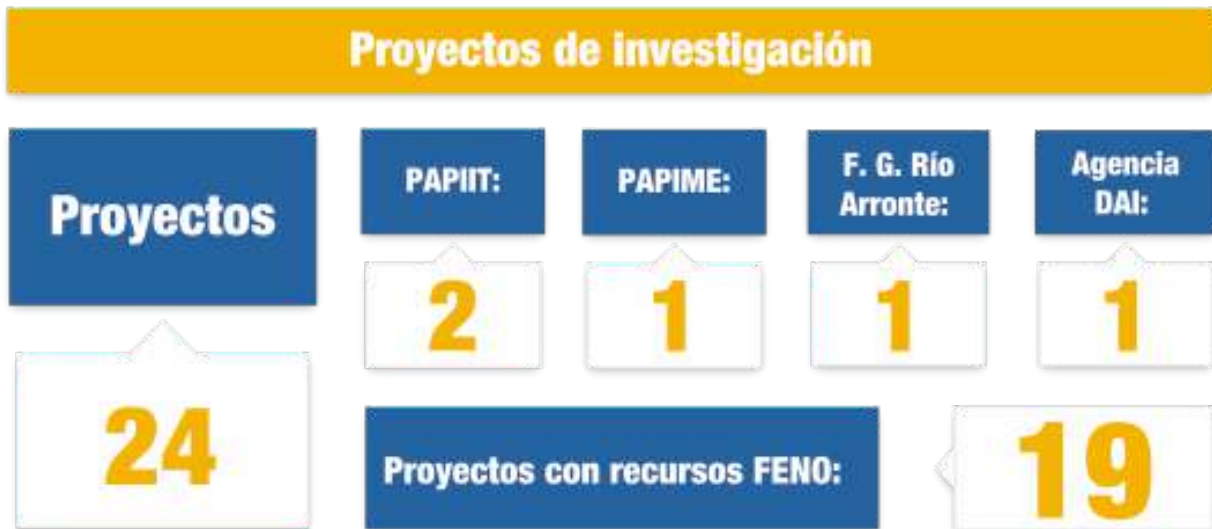 Proyectos de investigación
Proyectos
24
PAPIIT:
2
PAPIME:
1
F. G. Río
Arronte:
1
Agencia
DAI:
1
Proyectos con recursos FENO:
19